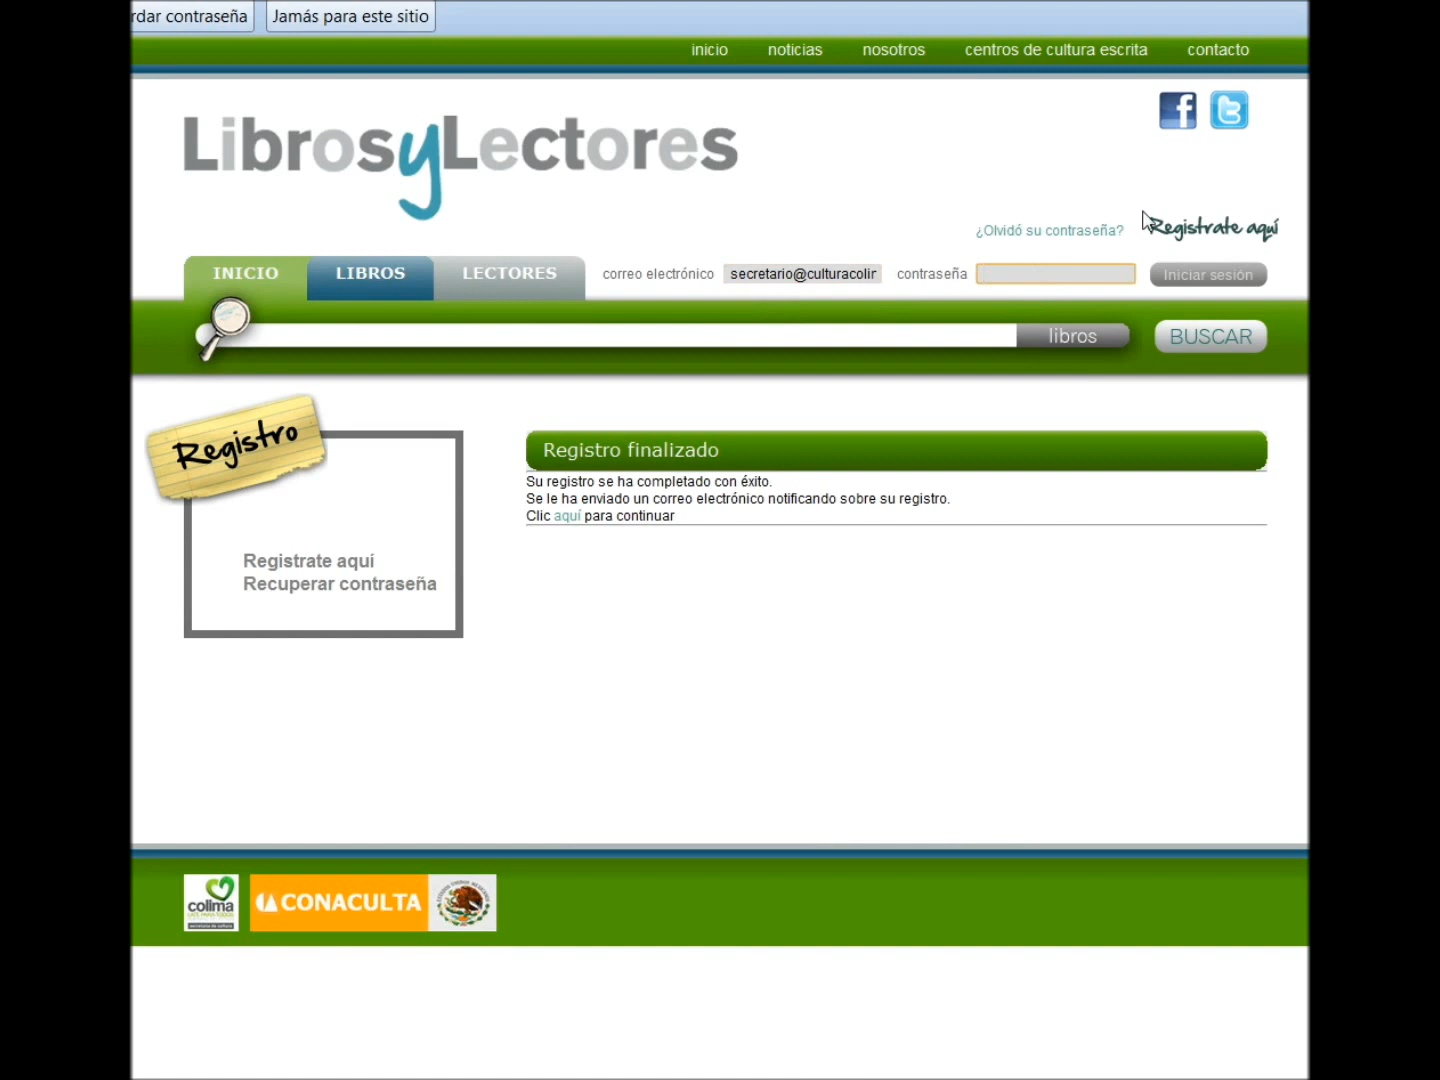 rdar contraseña
Jamás para este sitio
inicio noticias nosotros centros de cultura escrita contacto
LibrosyLectores
¿Olvidó su contraseña? Registrate aquí
INICIO LIBROS LECTORES correo electrónico secretario@culturacolir contraseña Iniciar sesión
libros BUSCAR
Registro
Registro finalizado
Su registro se ha completado con éxito.
Se le ha enviado un correo electrónico notificando sobre su registro.
Clic aquí para continuar
Registrate aquí
Recuperar contraseña
colima
CONACULTA